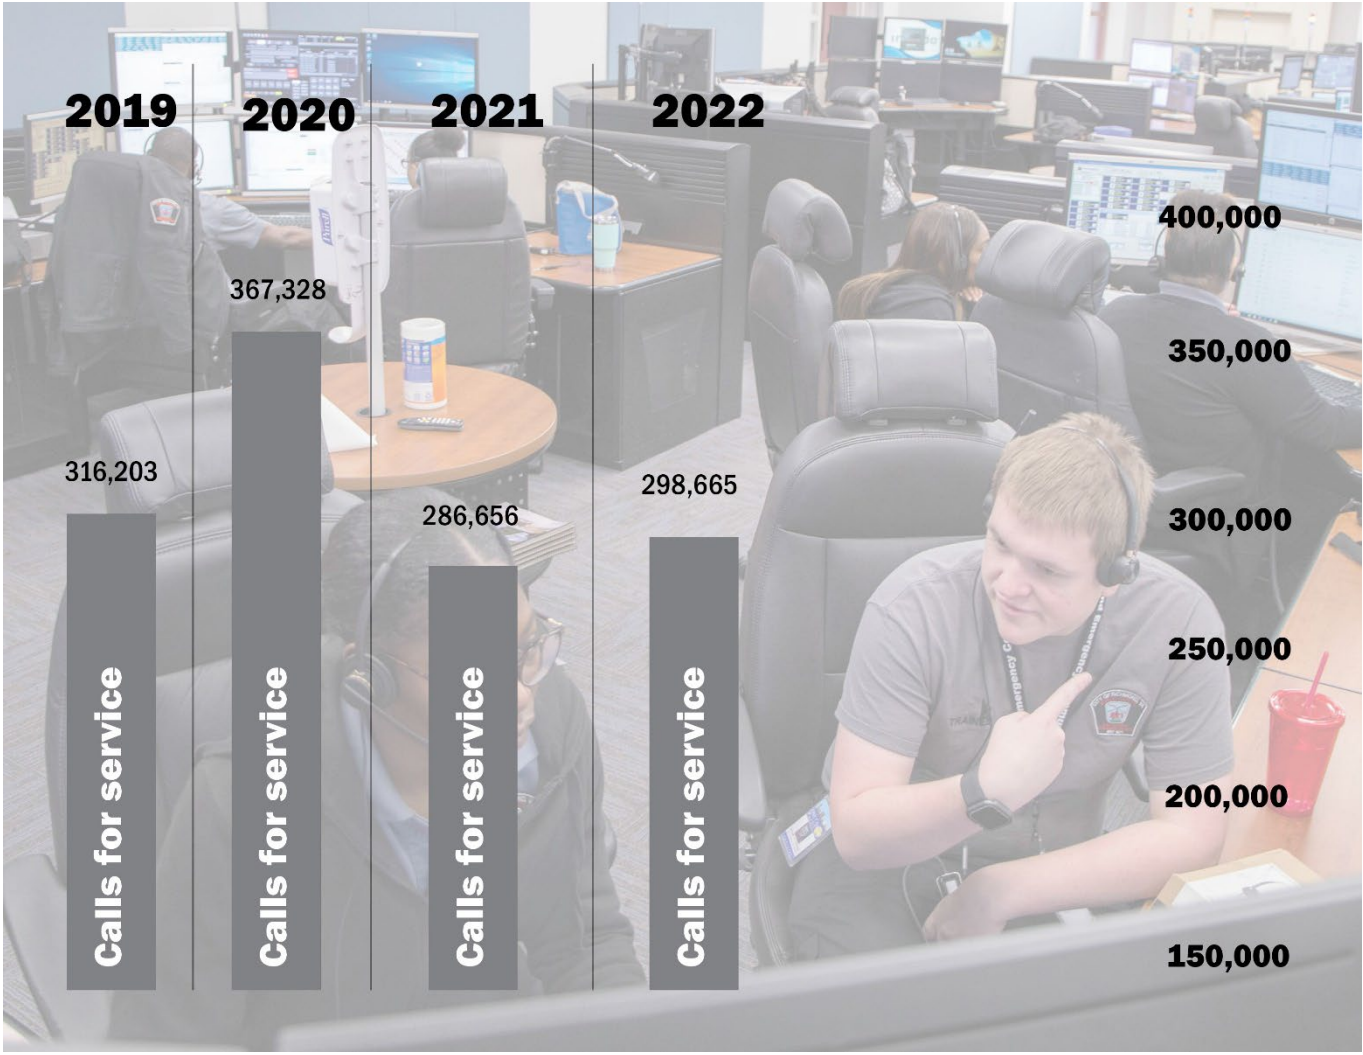 2019
2020
2021
2022
400,000
367,328
350,000
316,203
298,665
286,656
300,000
250,000
200,000
150,000
Calls for service
Calls for service
Calls for service
Calls for service
Purell